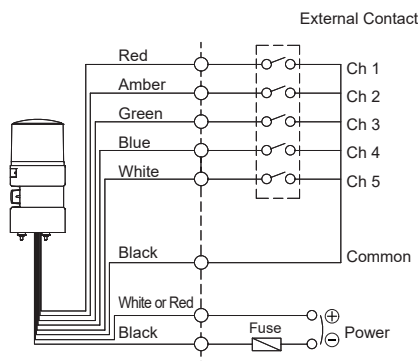 External Contact
Red
Ch 1
Amber
Ch 2
Green
Ch 3
Blue
Ch 4
White
Ch 5
Black
Common
White or Red
⊕
Fuse
Power
Black
⊖